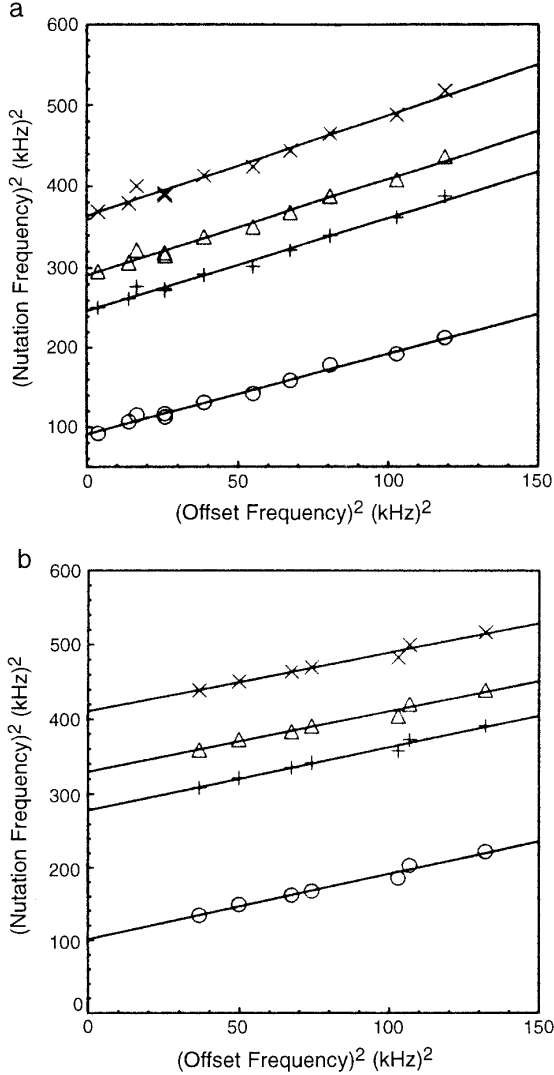 a
600
500
400
300
200
100
(Nutation Frequency)² (kHz)²
0 50 100 150
(Offset Frequency)² (kHz)²
b
600
500
400
300
200
100
0
(Nutation Frequency)² (kHz)²
0 50 100 150
(Offset Frequency)² (kHz)²